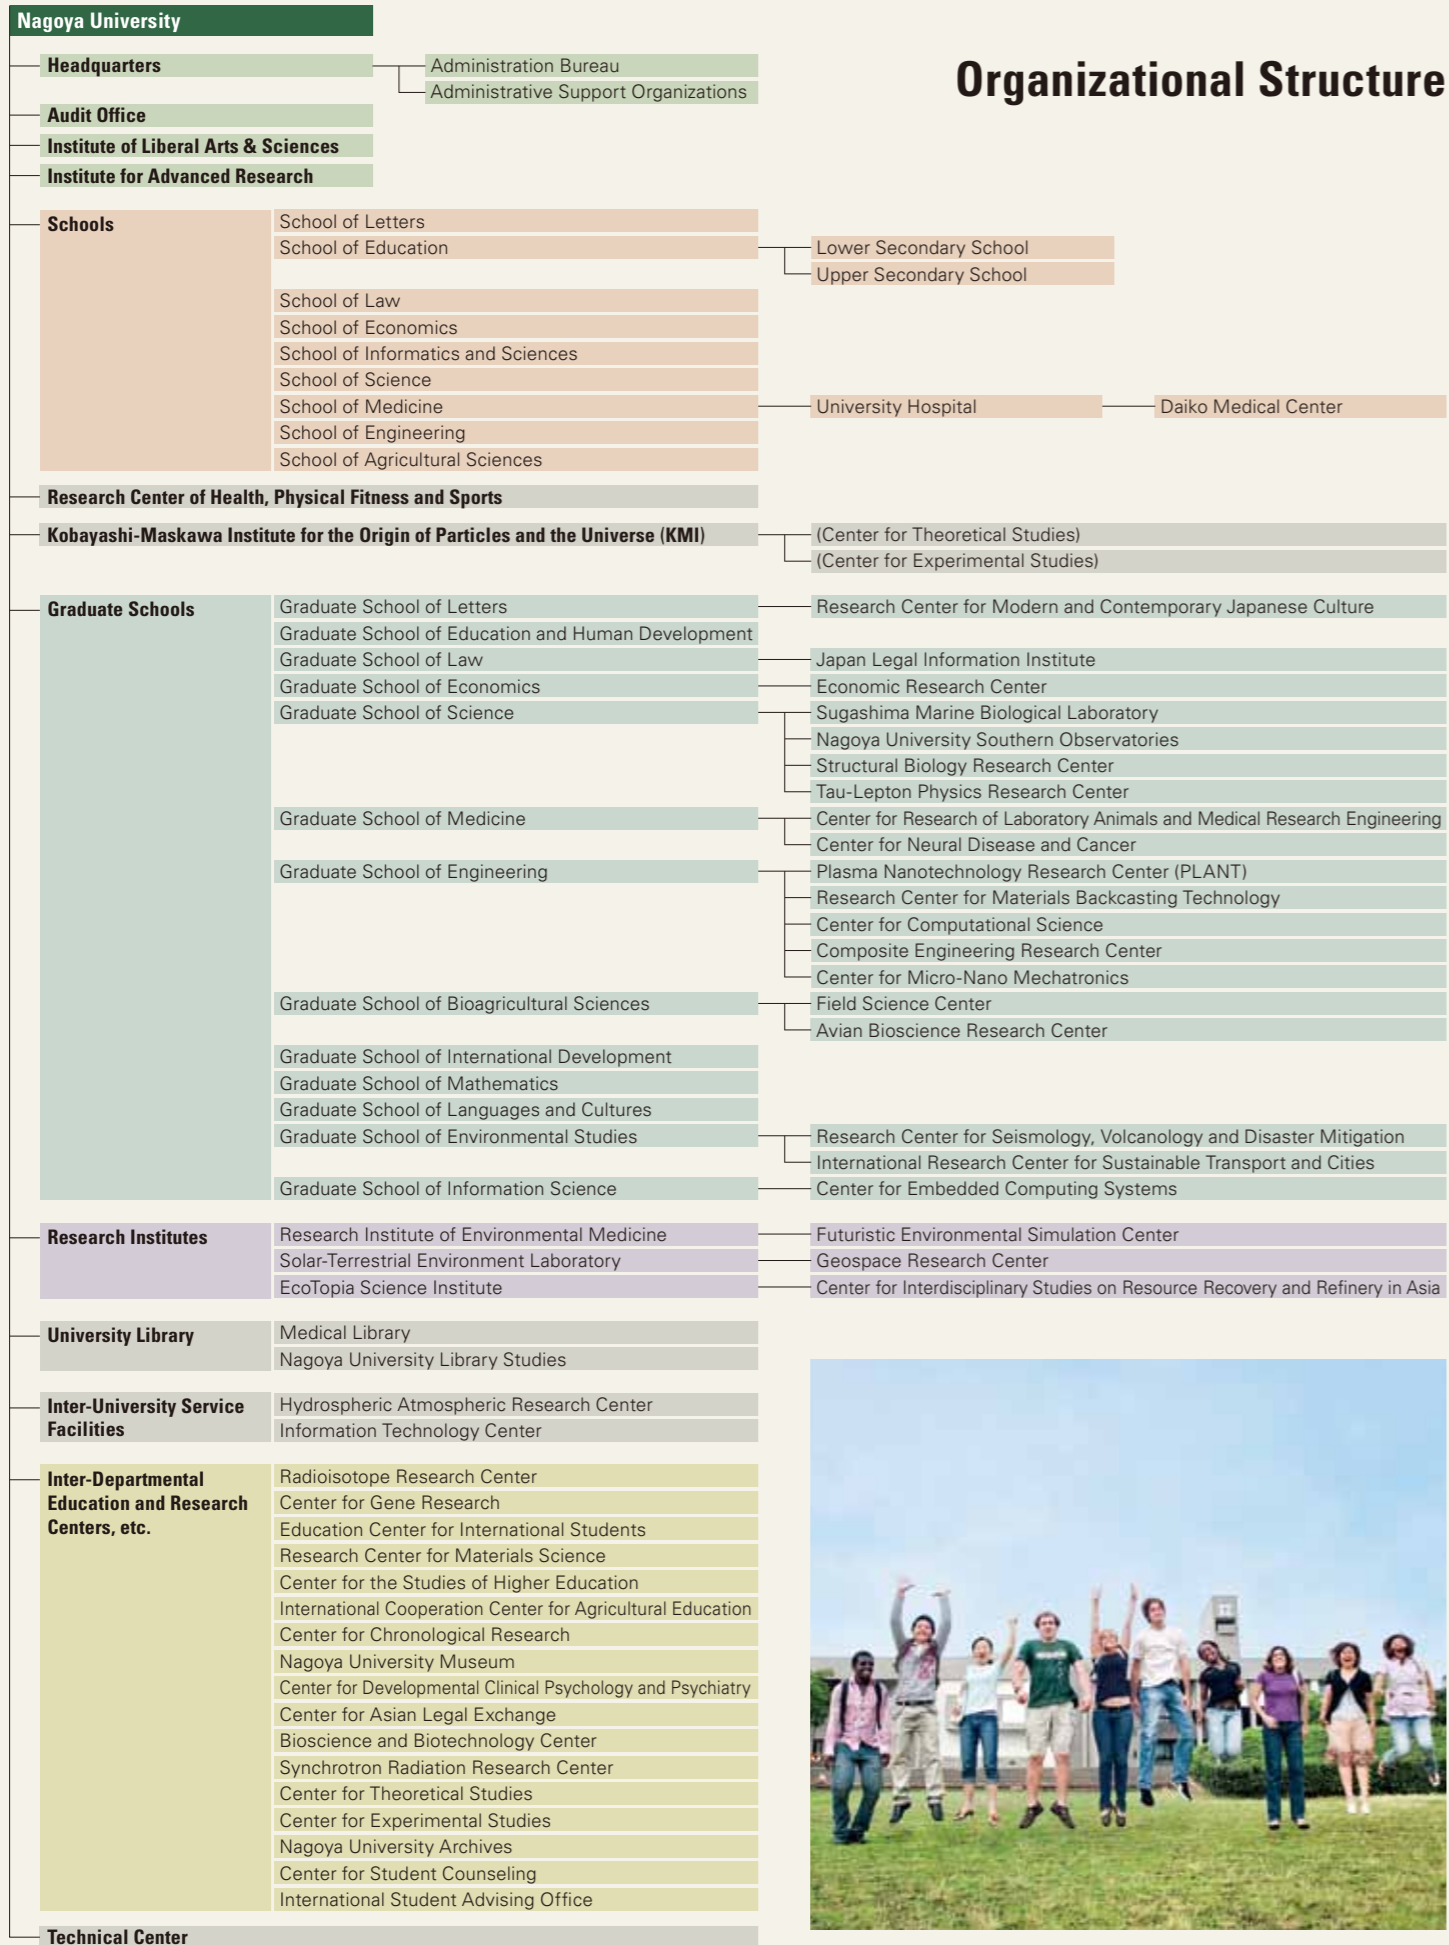 Nagoya University
Organizational Structure
Headquarters
Administration Bureau
Administrative Support Organizations
Audit Office
Institute of Liberal Arts & Sciences
Institute for Advanced Research
Schools
School of Letters
School of Education
Lower Secondary School
Upper Secondary School
School of Law
School of Economics
School of Informatics and Sciences
School of Science
School of Medicine
University Hospital
Daiko Medical Center
School of Engineering
School of Agricultural Sciences
Research Center of Health, Physical Fitness and Sports
Kobayashi-Maskawa Institute for the Origin of Particles and the Universe (KMI)
(Center for Theoretical Studies)
(Center for Experimental Studies)
Graduate Schools
Graduate School of Letters
Research Center for Modern and Contemporary Japanese Culture
Graduate School of Education and Human Development
Graduate School of Law
Japan Legal Information Institute
Graduate School of Economics
Economic Research Center
Graduate School of Science
Sugashima Marine Biological Laboratory
Nagoya University Southern Observatories
Structural Biology Research Center
Tau-Lepton Physics Research Center
Graduate School of Medicine
Center for Research of Laboratory Animals and Medical Research Engineering
Center for Neural Disease and Cancer
Graduate School of Engineering
Plasma Nanotechnology Research Center (PLANT)
Research Center for Materials Backcasting Technology
Center for Computational Science
Composite Engineering Research Center
Center for Micro-Nano Mechatronics
Graduate School of Bioagricultural Sciences
Field Science Center
Avian Bioscience Research Center
Graduate School of International Development
Graduate School of Mathematics
Graduate School of Languages and Cultures
Graduate School of Environmental Studies
Research Center for Seismology, Volcanology and Disaster Mitigation
International Research Center for Sustainable Transport and Cities
Graduate School of Information Science
Center for Embedded Computing Systems
Research Institutes
Research Institute of Environmental Medicine
Futuristic Environmental Simulation Center
Solar-Terrestrial Environment Laboratory
Geospace Research Center
EcoTopia Science Institute
Center for Interdisciplinary Studies on Resource Recovery and Refinery in Asia
University Library
Medical Library
Nagoya University Library Studies
Inter-University Service
Facilities
Hydrospheric Atmospheric Research Center
Information Technology Center
Inter-Departmental
Education and Research
Centers, etc.
Radioisotope Research Center
Center for Gene Research
Education Center for International Students
Research Center for Materials Science
Center for the Studies of Higher Education
International Cooperation Center for Agricultural Education
Center for Chronological Research
Nagoya University Museum
Center for Developmental Clinical Psychology and Psychiatry
Center for Asian Legal Exchange
Bioscience and Biotechnology Center
Synchrotron Radiation Research Center
Center for Theoretical Studies
Center for Experimental Studies
Nagoya University Archives
Center for Student Counseling
International Student Advising Office
Technical Center